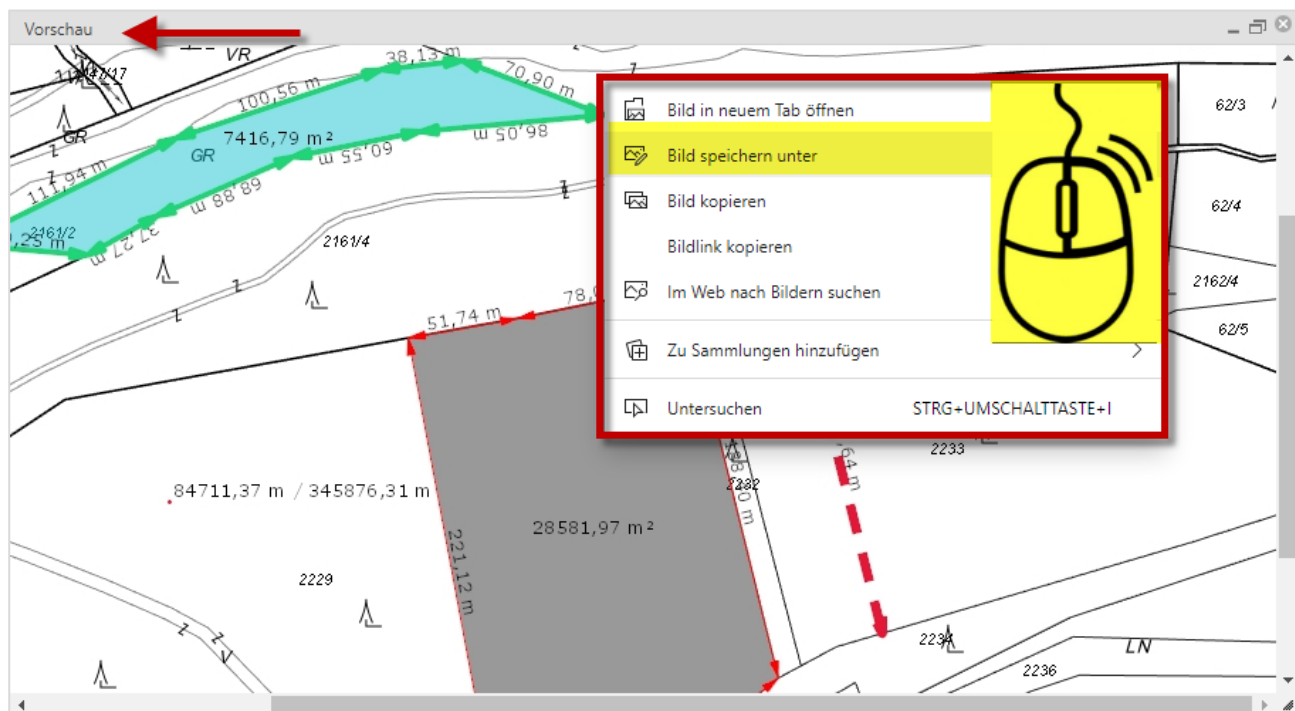 Vorschau
VR
38,13 m
70,90 m
100,56 m
7416,79 m²
GR
GR
86,05 m
60,55 m
68,88 m
111,94 m
37,27 m
2161/2
2161/4
51,74 m
Bild in neuem Tab öffnen
Bild speichern unter
Bild kopieren
Bildlink kopieren
Im Web nach Bildern suchen
Zu Sammlungen hinzufügen
Untersuchen STRG+UMSCHALTTASTE+I
62/3
62/4
2162/4
62/5
2233
2232
84711,37 m / 345876,31 m
28581,97 m²
221,12 m
2229
2234
LN
2236